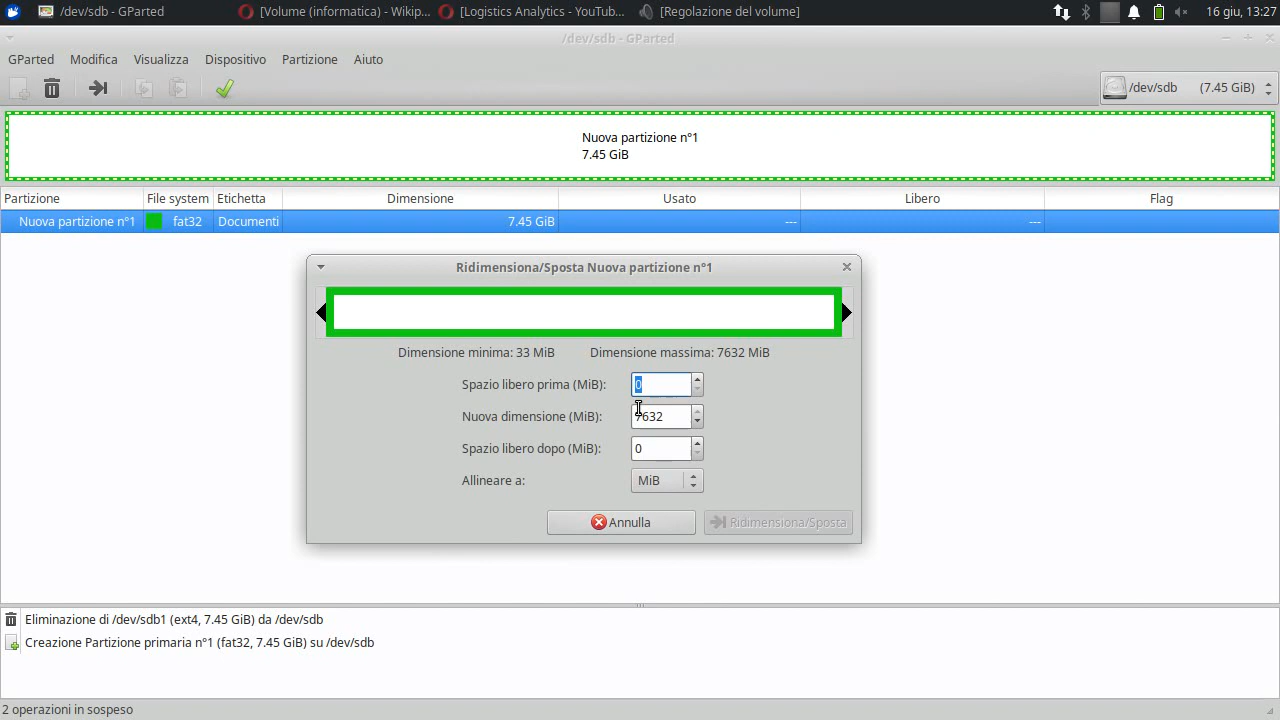 /dev/sdb - GParted
[Volume (informatica) - Wikip...
[Logistics Analytics - YouTub...
[Regolazione del volume]
16 giu, 13:27
/dev/sdb - GParted
GParted Modifica Visualizza Dispositivo Partizione Aiuto
/dev/sdb (7.45 GiB)
Nuova partizione n°1
7.45 GiB
Partizione File system Etichetta Dimensione Usato Libero Flag
Nuova partizione n°1 fat32 Documenti 7.45 GiB --- ---
Ridimensiona/Sposta Nuova partizione n°1
Dimensione minima: 33 MiB Dimensione massima: 7632 MiB
Spazio libero prima (MiB): 0
Nuova dimensione (MiB): 7632
Spazio libero dopo (MiB): 0
Allineare a: MiB
Annulla Ridimensiona/Sposta
Eliminazione di /dev/sdb1 (ext4, 7.45 GiB) da /dev/sdb
Creazione Partizione primaria n°1 (fat32, 7.45 GiB) su /dev/sdb
2 operazioni in sospeso